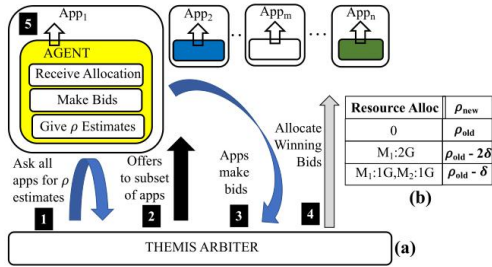 5
App1
App2
Appm
Appn
AGENT
Receive Allocation
Make Bids
Give ρ Estimates
Ask all
apps for ρ
estimates
1
Offers
to subset
of apps
2
Apps
make
bids
3
Allocate
Winning
Bids
4
THEMIS ARBITER
(a)
Resource Alloc ρnew
0 ρold
M1:2G ρold - 2δ
M1:1G,M2:1G ρold - δ
(b)